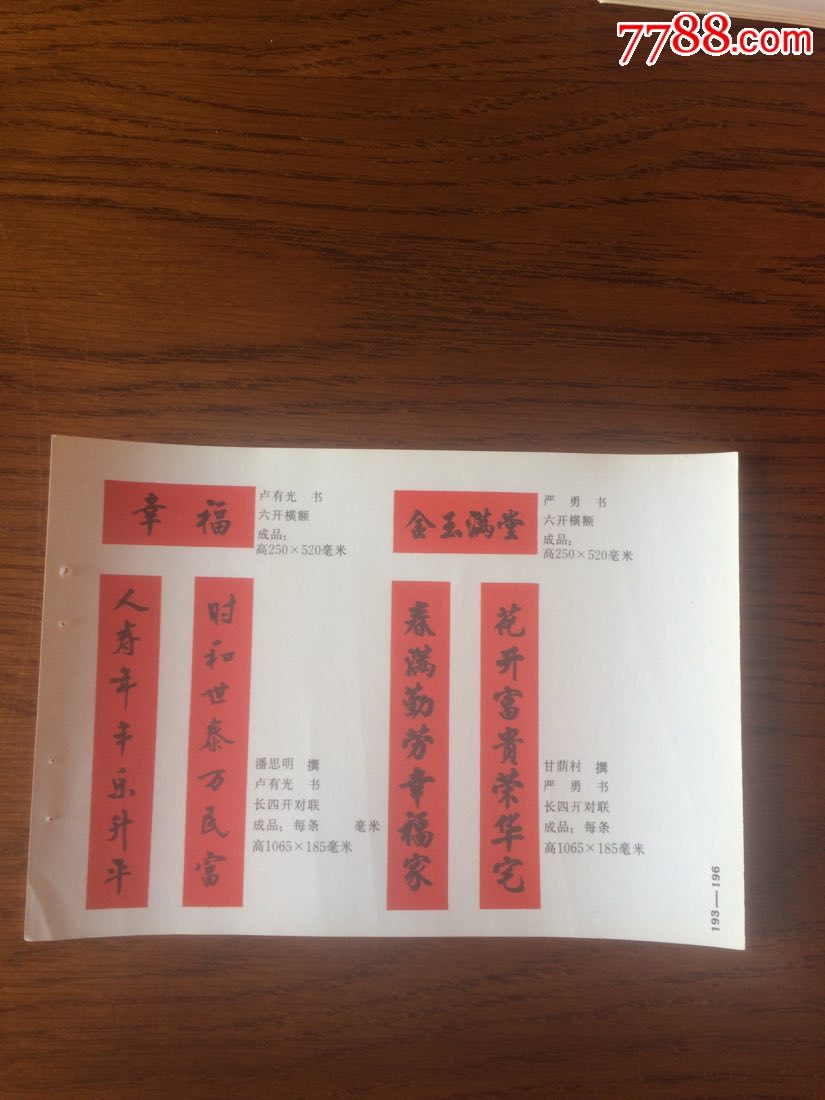 7788.com
幸福
卢有光 书
六开横额
成品：
高250×520毫米
金玉满堂
严 勇 书
六开横额
成品：
高250×520毫米
人寿年丰乐升平
时和世泰万民富
潘思明 撰
卢有光 书
长四开对联
成品：每条 毫米
高1065×185毫米
春满勤劳幸福家
花开富贵荣华宅
甘荫村 撰
严 勇 书
长四开对联
成品：每条
高1065×185毫米
193—196